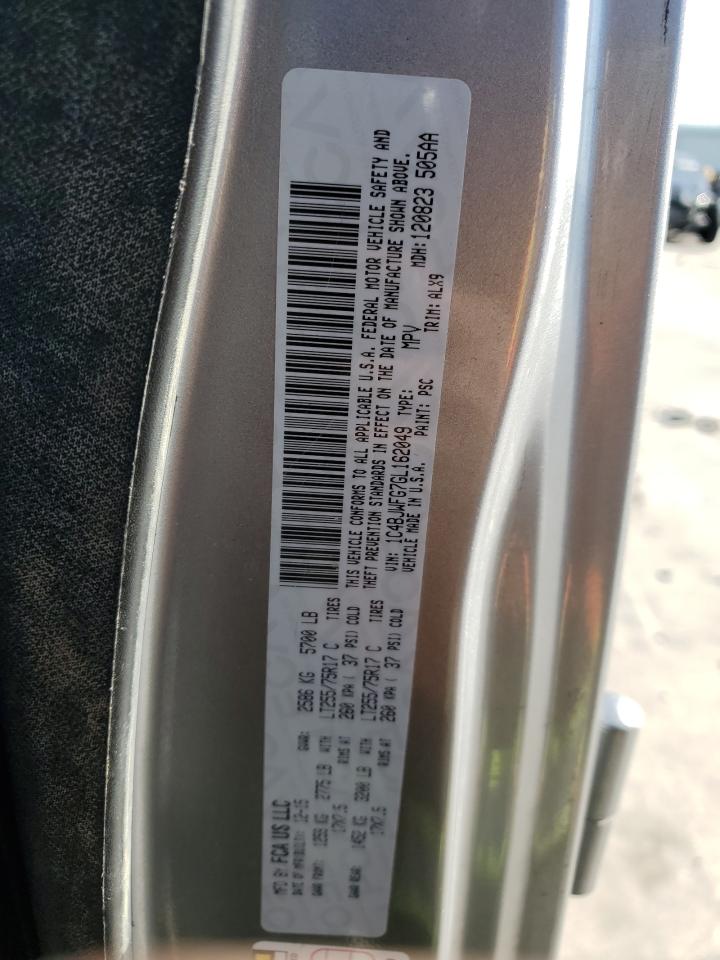 MFD BY: FCA US LLC
DATE OF MFR: 12-15 GVWR: 2586 KG 5700 LB
GAWR FRONT: 1259 KG 2775 LB WITH LT255/75R17 C TIRES
17X7.5 RIMS AT 260 KPA ( 37 PSI) COLD
GAWR REAR: 1452 KG 3200 LB WITH LT255/75R17 C TIRES
17X7.5 RIMS AT 260 KPA ( 37 PSI) COLD
THIS VEHICLE CONFORMS TO ALL APPLICABLE U.S.A. FEDERAL MOTOR VEHICLE SAFETY AND
THEFT PREVENTION STANDARDS IN EFFECT ON THE DATE OF MANUFACTURE SHOWN ABOVE.
VIN: 1C4BJWFG7GL162049 TYPE: MPV MDH:120823 505AA
VEHICLE MADE IN U.S.A. PAINT: PSC TRIM: ALX9